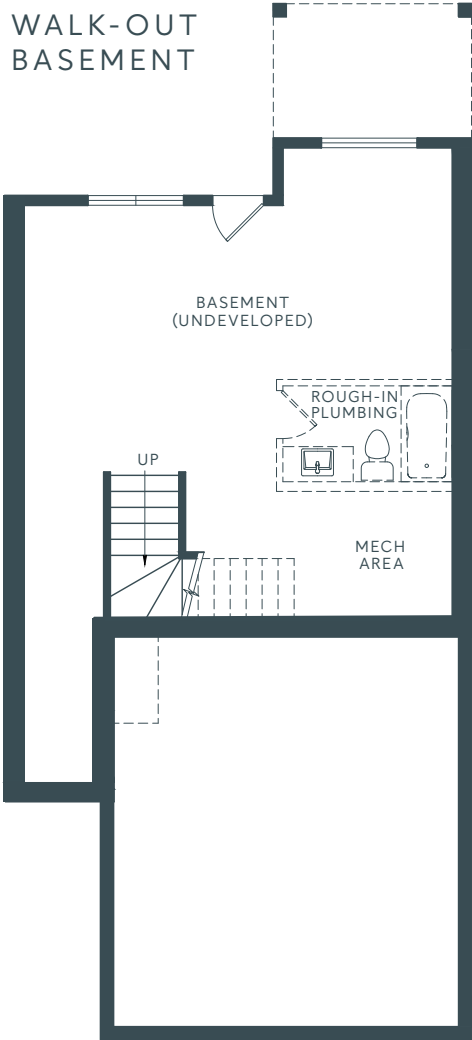 WALK-OUT
BASEMENT
BASEMENT
(UNDEVELOPED)
ROUGH-IN
PLUMBING
UP
MECH
AREA